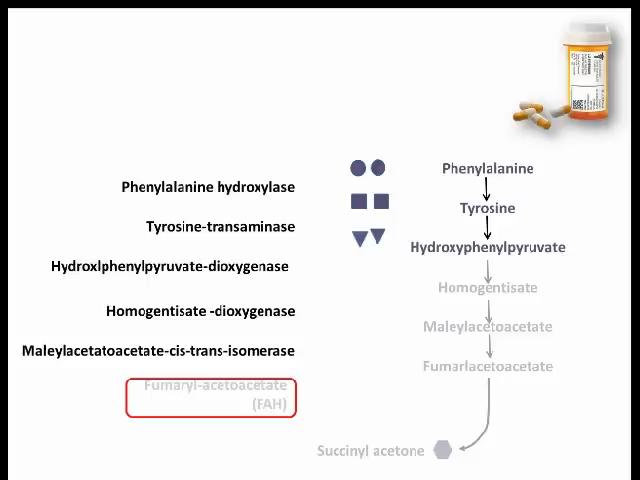 Phenylalanine
Phenylalanine hydroxylase
Tyrosine
Tyrosine-transaminase
Hydroxyphenylpyruvate
Hydroxlphenylpyruvate-dioxygenase
Homogentisate
Homogentisate -dioxygenase
Maleylacetoacetate
Maleylacetatoacetate-cis-trans-isomerase
Fumarlacetoacetate
Fumaryl-acetoacetate
(FAH)
Succinyl acetone